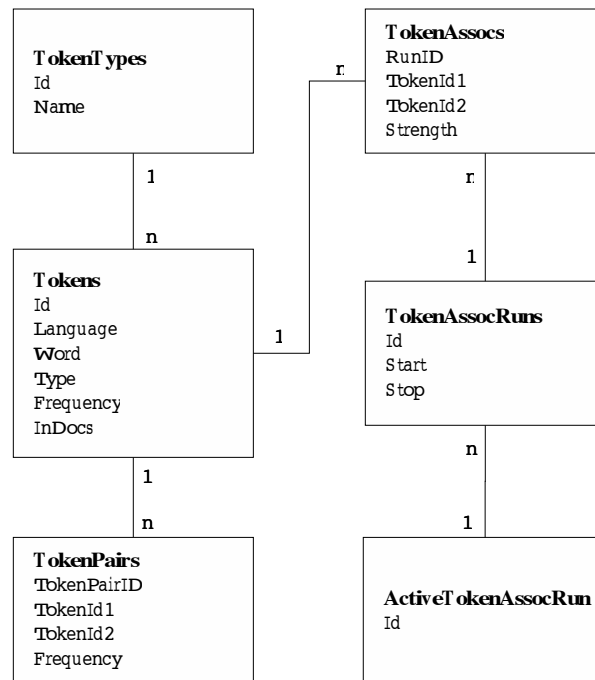 TokenTypes
Id
Name
1
n
Tokens
Id
Language
Word
Type
Frequency
InDocs
1
n
TokenPairs
TokenPairID
TokenId1
TokenId2
Frequency
1
n
TokenAssocs
RunID
TokenId1
TokenId2
Strength
n
1
TokenAssocRuns
Id
Start
Stop
n
1
ActiveTokenAssocRun
Id